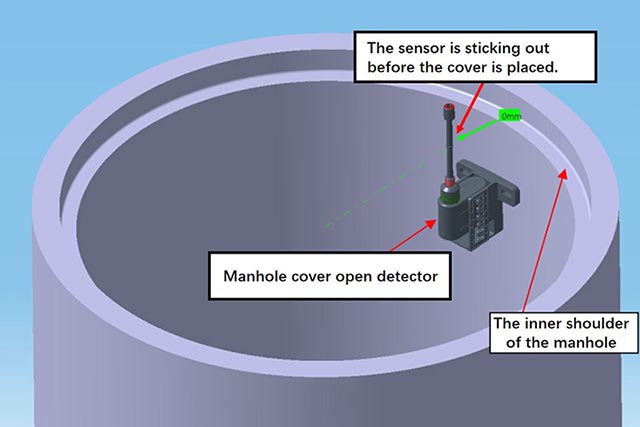 The sensor is sticking out
before the cover is placed.
0mm
Manhole cover open detector
The inner shoulder
of the manhole